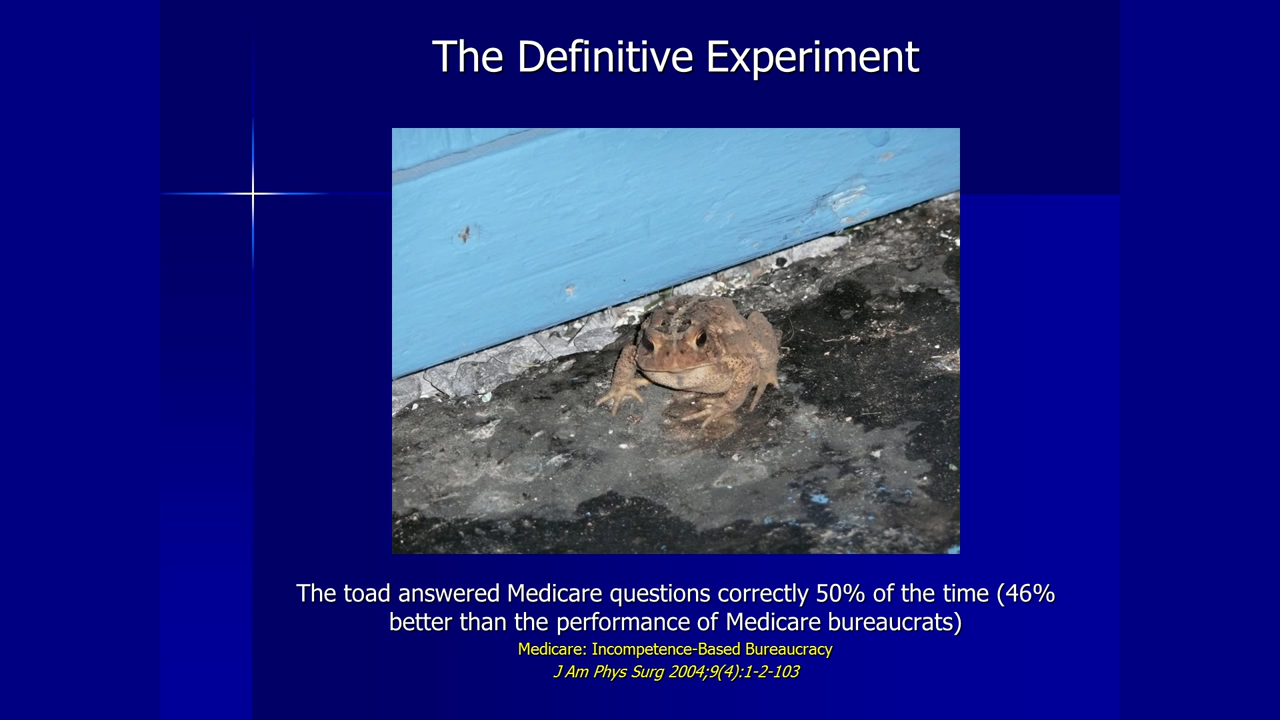 The Definitive Experiment
The toad answered Medicare questions correctly 50% of the time (46%
better than the performance of Medicare bureaucrats)
Medicare: Incompetence-Based Bureaucracy
J Am Phys Surg 2004;9(4):1-2-103